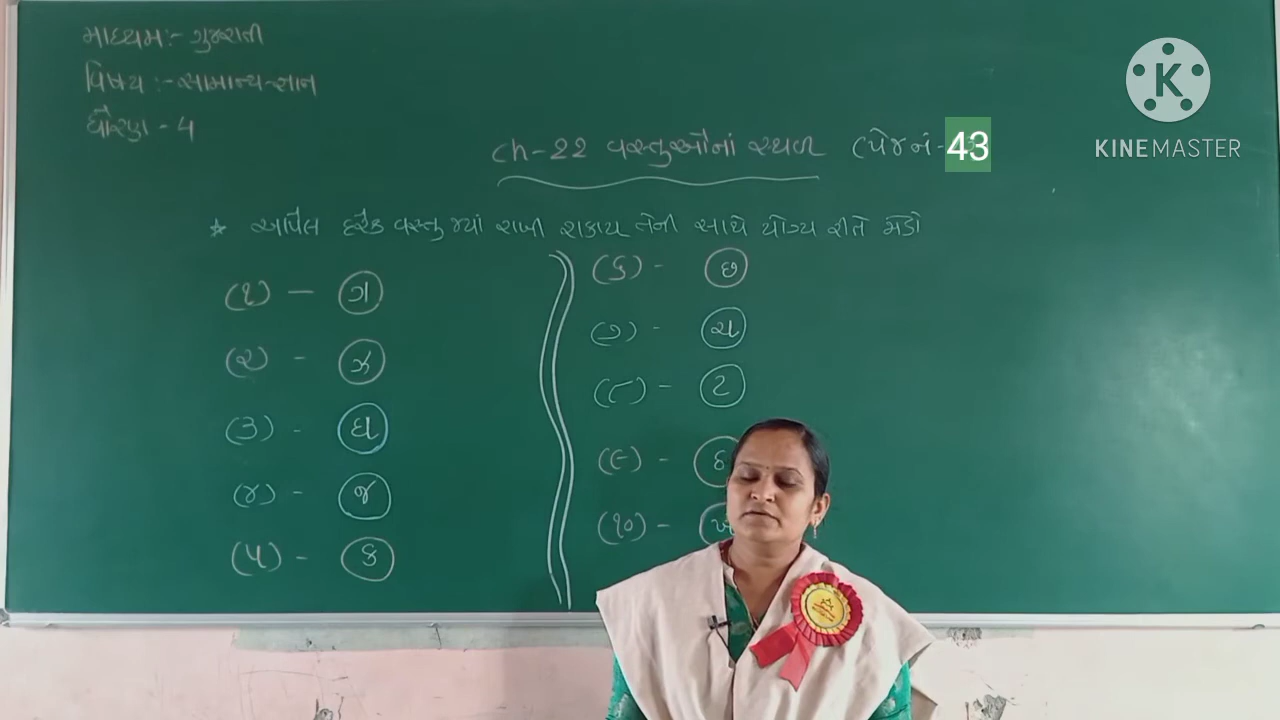 માધ્યમ:- ગુજરાતી
વિષય :- સામાન્ય-જ્ઞાન
ધોરણ - 4
Ch-22 વસ્તુઓનાં સ્થળ (પેજનં- 43
KINEMASTER
★ આપેલ દરેક વસ્તુ જ્યાં રાખી શકાય તેની સાથે યોગ્ય રીતે જોડો
(૧) - ગ
(૨) - ઝ
(૩) - ઘ
(૪) - જ
(૫) - ક
(૬) - છ
(૭) - ચ
(૮) - ટ
(૯) - ઠ
(૧૦) - ખ